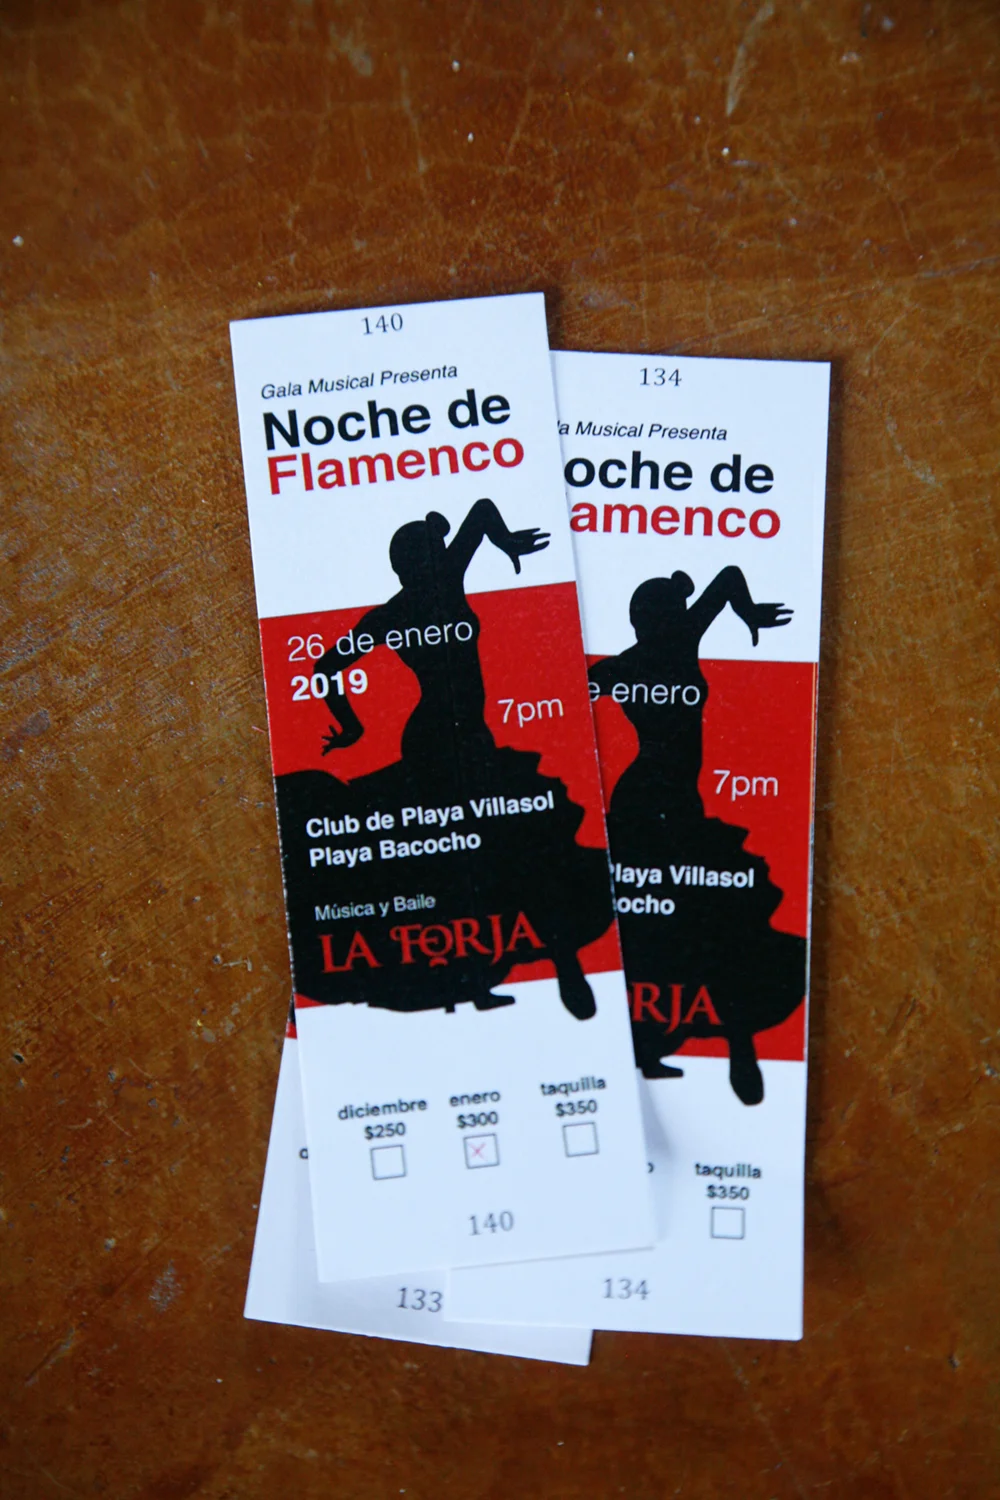 140
Gala Musical Presenta
Noche de
Flamenco
26 de enero
2019
7pm
Club de Playa Villasol
Playa Bacocho
Música y Baile
LA FORJA
diciembre enero taquilla
$250 $300 $350
140
134
a Musical Presenta
oche de
amenco
e enero
7pm
laya Villasol
ocho
RJA
taquilla
$350
134
133